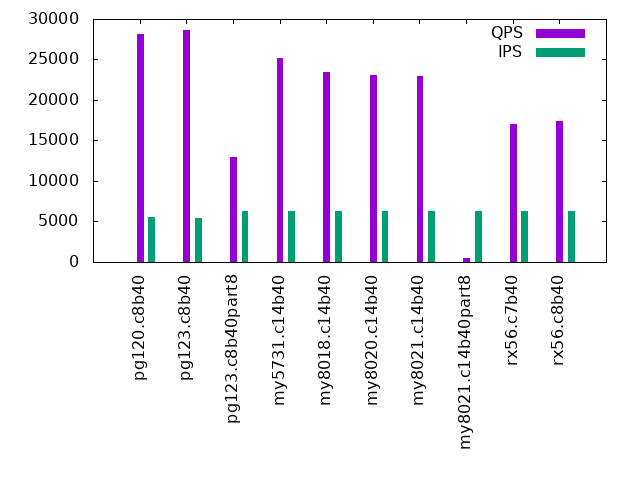 30000
25000
20000
15000
10000
5000
0
QPS
IPS
pg120.c8b40
pg123.c8b40
pg123.c8b40part8
my5731.c14b40
my8018.c14b40
my8020.c14b40
my8021.c14b40
my8021.c14b40part8
rx56.c7b40
rx56.c8b40